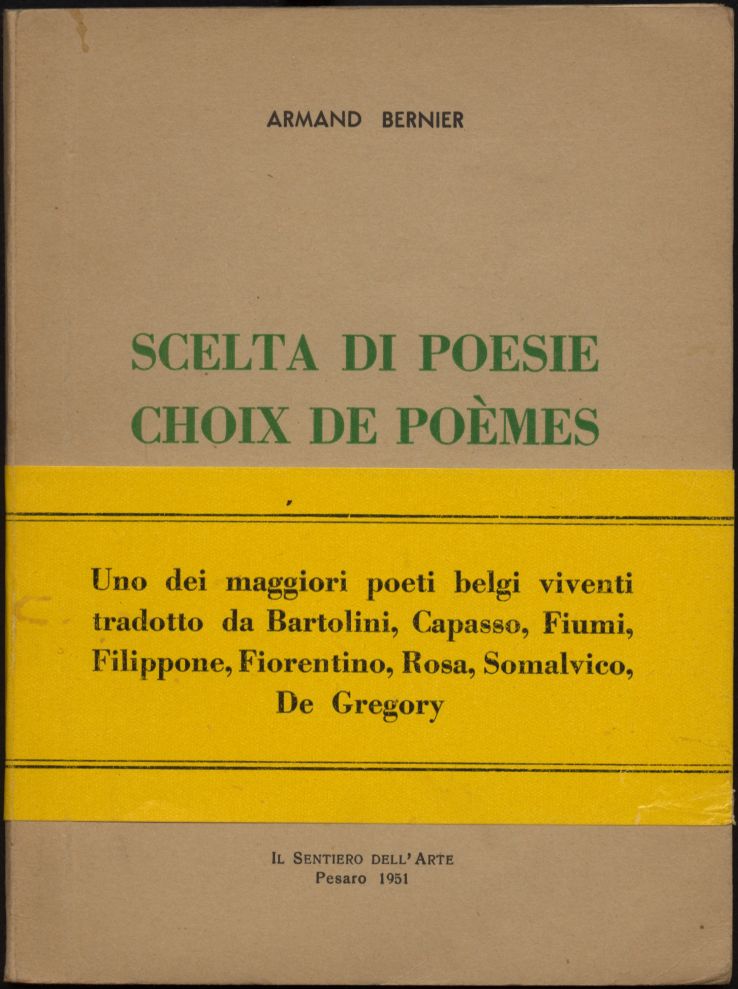 ARMAND BERNIER
SCELTA DI POESIE
CHOIX DE POÈMES
Uno dei maggiori poeti belgi viventi
tradotto da Bartolini, Capasso, Fiumi,
Filippone, Fiorentino, Rosa, Somalvico,
De Gregory
IL SENTIERO DELL'ARTE
Pesaro 1951